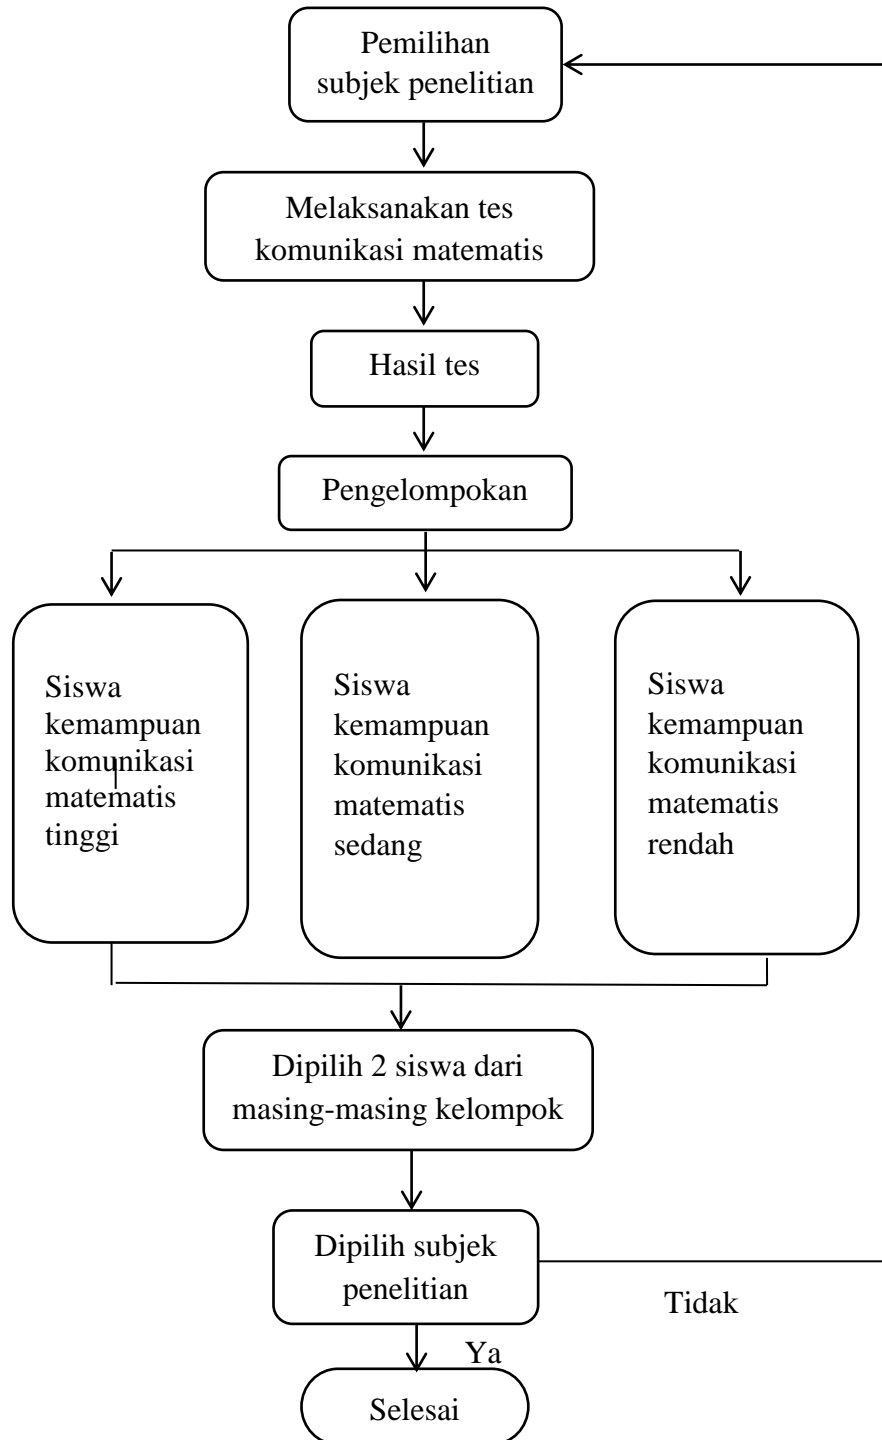 Pemilihan
subjek penelitian
Melaksanakan tes
komunikasi matematis
Hasil tes
Pengelompokan
Siswa
kemampuan
komunikasi
matematis
tinggi
Siswa
kemampuan
komunikasi
matematis
sedang
Siswa
kemampuan
komunikasi
matematis
rendah
Dipilih 2 siswa dari
masing-masing kelompok
Dipilih subjek
penelitian
Tidak
Ya
Selesai